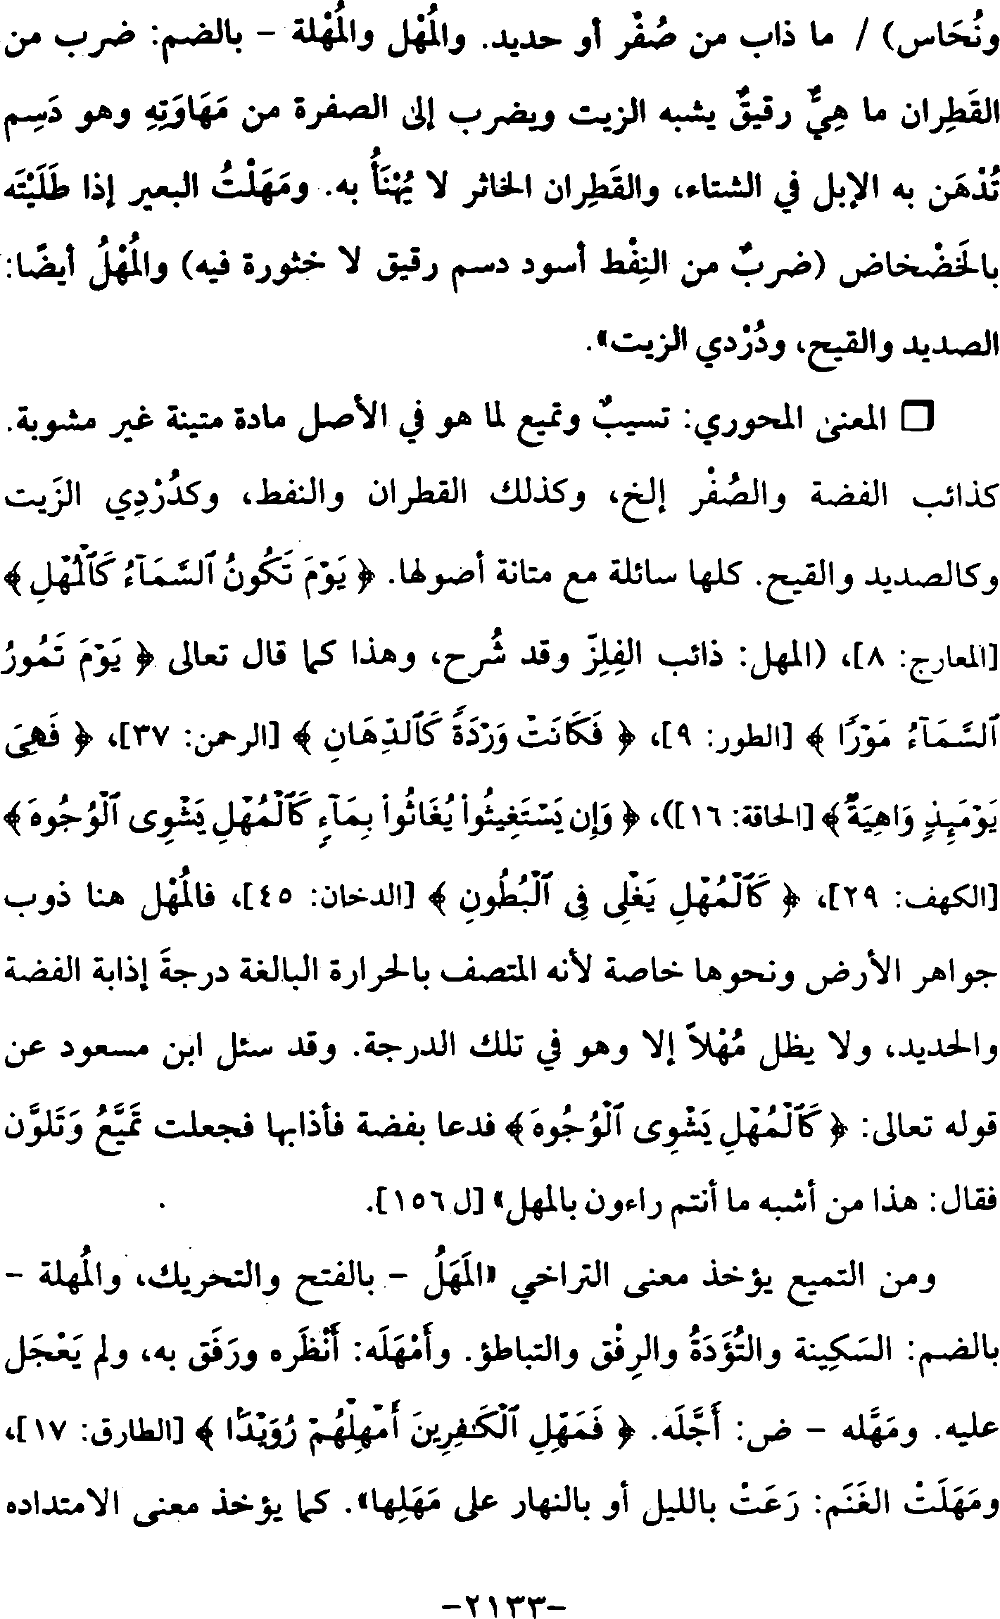 ونُحَاس) / ما ذاب من صُفْر أو حديد. والمُهْل والمُهْلة – بالضم: ضرب من
القَطِران ما هِيٌّ رقيقٌ يشبه الزيت ويضرب إلى الصفرة من مَهَاوَتِهِ وهو دَسِم
تُدْهَن به الإبل في الشتاء، والقَطِران الخاثر لا يُهْنَأُ به. ومَهَلْتُ البعير إذا طَلَيْتَه
بالخَضْخاض (ضربٌ من النِفْط أسود دسم رقيق لا خثورة فيه) والمُهْلُ أيضًا:
الصديد والقيح، ودُرْدي الزيت».
❒ المعنى المحوري: تسيبٌ وتميع لما هو في الأصل مادة متينة غير مشوبة.
كذائب الفضة والصُفْر إلخ، وكذلك القطران والنفط، وكدُرْدِي الزَيت
وكالصديد والقيح. كلها سائلة مع متانة أصولها. ﴿ يَوْمَ تَكُونُ ٱلسَّمَآءُ كَٱلْمُهْلِ ﴾
[المعارج: ٨]، (المهل: ذائب الفِلِزّ وقد شُرح، وهذا كما قال تعالى ﴿ يَوْمَ تَمُورُ
ٱلسَّمَآءُ مَوْرًا ﴾ [الطور: ٩]، ﴿ فَكَانَتْ وَرْدَةً كَٱلدِّهَانِ ﴾ [الرحمن: ٣٧]، ﴿ فَهِىَ
يَوْمَئِذٍ وَاهِيَةٌ ﴾ [الحاقة: ١٦])، ﴿ وَإِن يَسْتَغِيثُوا۟ يُغَاثُوا۟ بِمَآءٍ كَٱلْمُهْلِ يَشْوِى ٱلْوُجُوهَ ﴾
[الكهف: ٢٩]، ﴿ كَٱلْمُهْلِ يَغْلِى فِى ٱلْبُطُونِ ﴾ [الدخان: ٤٥]، فالمُهْل هنا ذوب
جواهر الأرض ونحوها خاصة لأنه المتصف بالحرارة البالغة درجةَ إذابة الفضة
والحديد، ولا يظل مُهْلاً إلا وهو في تلك الدرجة. وقد سئل ابن مسعود عن
قوله تعالى: ﴿ كَٱلْمُهْلِ يَشْوِى ٱلْوُجُوهَ ﴾ فدعا بفضة فأذابها فجعلت تَميَّعُ وَتَلوَّن
فقال: هذا من أشبه ما أنتم راءون بالمهل» [ل ١٥٦].
ومن التميع يؤخذ معنى التراخي «المَهَلُ – بالفتح والتحريك، والمُهلة –
بالضم: السَكِينة والتُؤَدَةُ والرِفْق والتباطؤ. وأَمْهَلَه: أَنْظَره ورَفَق به، ولم يَعْجَل
عليه. ومَهَّله – ض: أَجَّلَه. ﴿ فَمَهِّلِ ٱلْكَـٰفِرِينَ أَمْهِلْهُمْ رُوَيْدًۢا ﴾ [الطارق: ١٧]،
ومَهَلَتْ الغَنَم: رَعَتْ بالليل أو بالنهار على مَهَلِها». كما يؤخذ معنى الامتداده
–٢١٣٣–